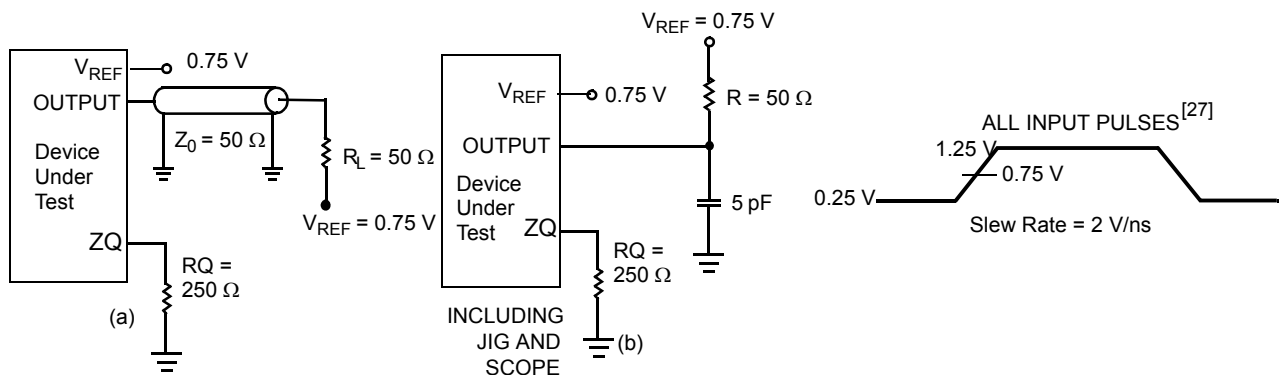 V_REF
0.75 V
OUTPUT
Z_0 = 50 Ω
Device
Under
Test
R_L = 50 Ω
V_REF = 0.75 V
ZQ
RQ =
250 Ω
(a)
V_REF = 0.75 V
V_REF
0.75 V
R = 50 Ω
OUTPUT
Device
Under
Test
5 pF
ZQ
RQ =
250 Ω
INCLUDING
JIG AND
SCOPE
(b)
ALL INPUT PULSES[27]
1.25 V
0.75 V
0.25 V
Slew Rate = 2 V/ns